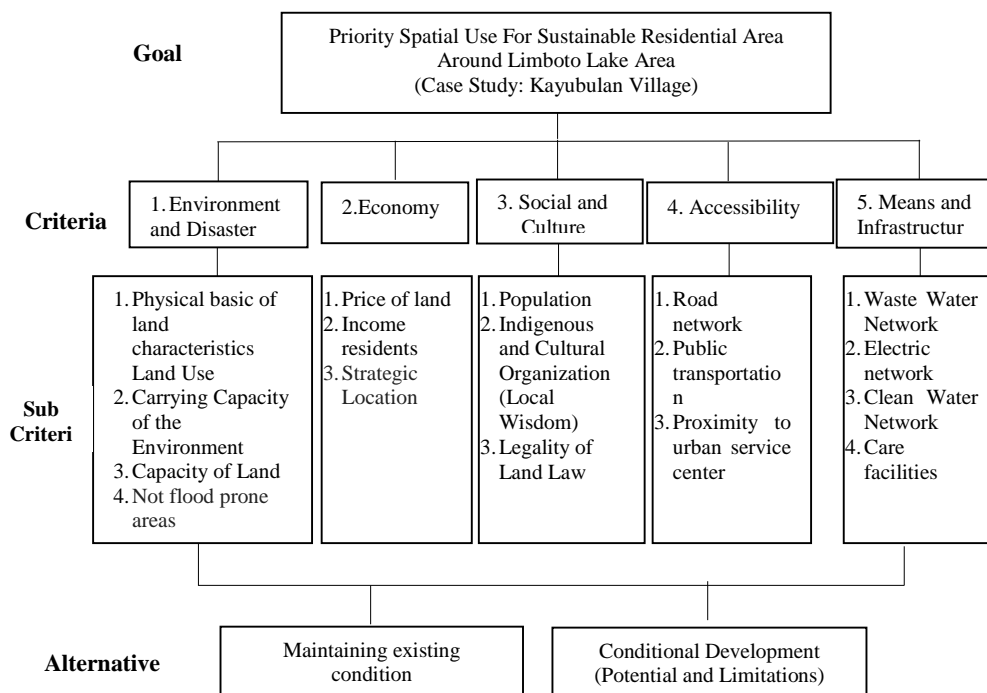 Goal
Priority Spatial Use For Sustainable Residential Area
Around Limboto Lake Area
(Case Study: Kayubulan Village)
Criteria
1. Environment
and Disaster
2.Economy
3. Social and
Culture
4. Accessibility
5. Means and
Infrastructur
Sub
Criteri
1. Physical basic of
land
characteristics
Land Use
2. Carrying Capacity
of the
Environment
3. Capacity of Land
4. Not flood prone
areas
1. Price of land
2. Income
residents
3. Strategic
Location
1. Population
2. Indigenous
and Cultural
Organization
(Local
Wisdom)
3. Legality of
Land Law
1. Road
network
2. Public
transportatio
n
3. Proximity to
urban service
center
1. Waste Water
Network
2. Electric
network
3. Clean Water
Network
4. Care
facilities
Alternative
Maintaining existing
condition
Conditional Development
(Potential and Limitations)